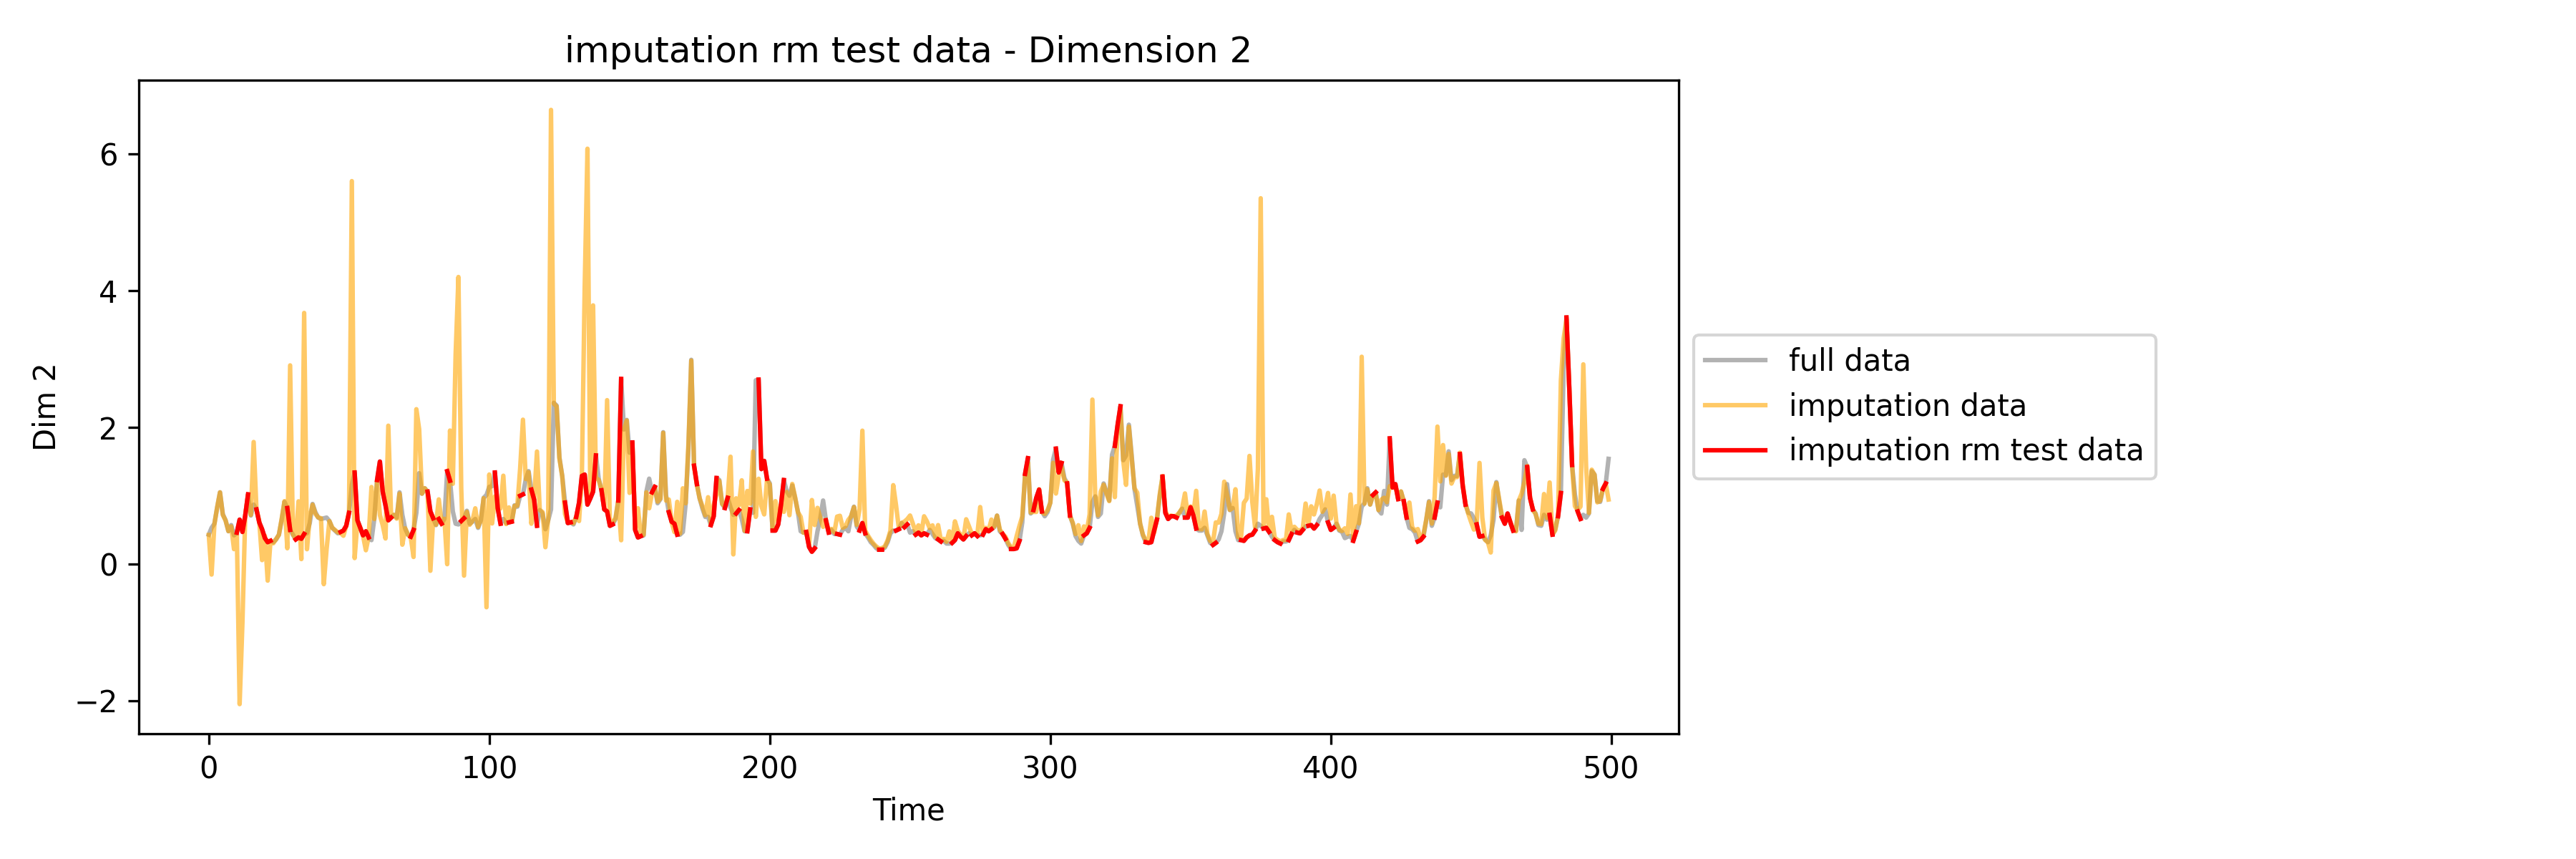 imputation rm test data - Dimension 2
6
4
2
0
−2
Dim 2
0 100 200 300 400 500
Time
full data
imputation data
imputation rm test data